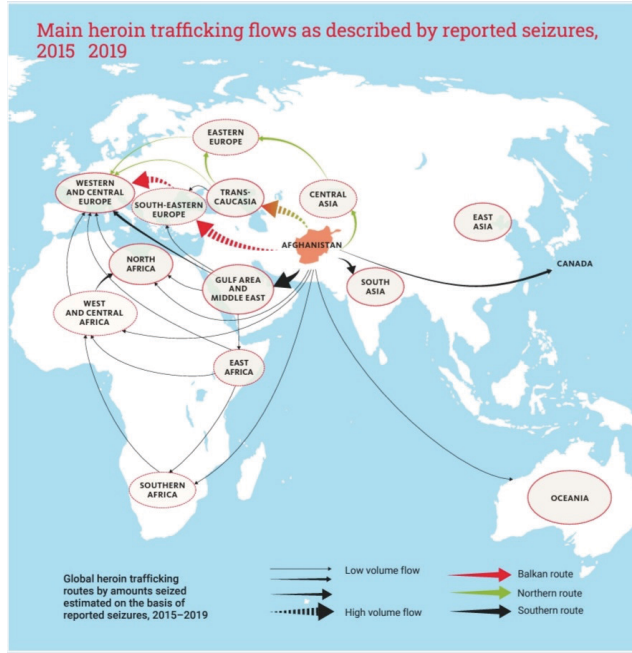 Main heroin trafficking flows as described by reported seizures,
2015 2019
EASTERN
EUROPE
WESTERN
AND CENTRAL
EUROPE
SOUTH-EASTERN
EUROPE
TRANS-
CAUCASIA
CENTRAL
ASIA
EAST
ASIA
AFGHANISTAN
CANADA
NORTH
AFRICA
GULF AREA
AND
MIDDLE EAST
SOUTH
ASIA
WEST
AND CENTRAL
AFRICA
EAST
AFRICA
SOUTHERN
AFRICA
OCEANIA
Global heroin trafficking
routes by amounts seized
estimated on the basis of
reported seizures, 2015–2019
Low volume flow
High volume flow
Balkan route
Northern route
Southern route